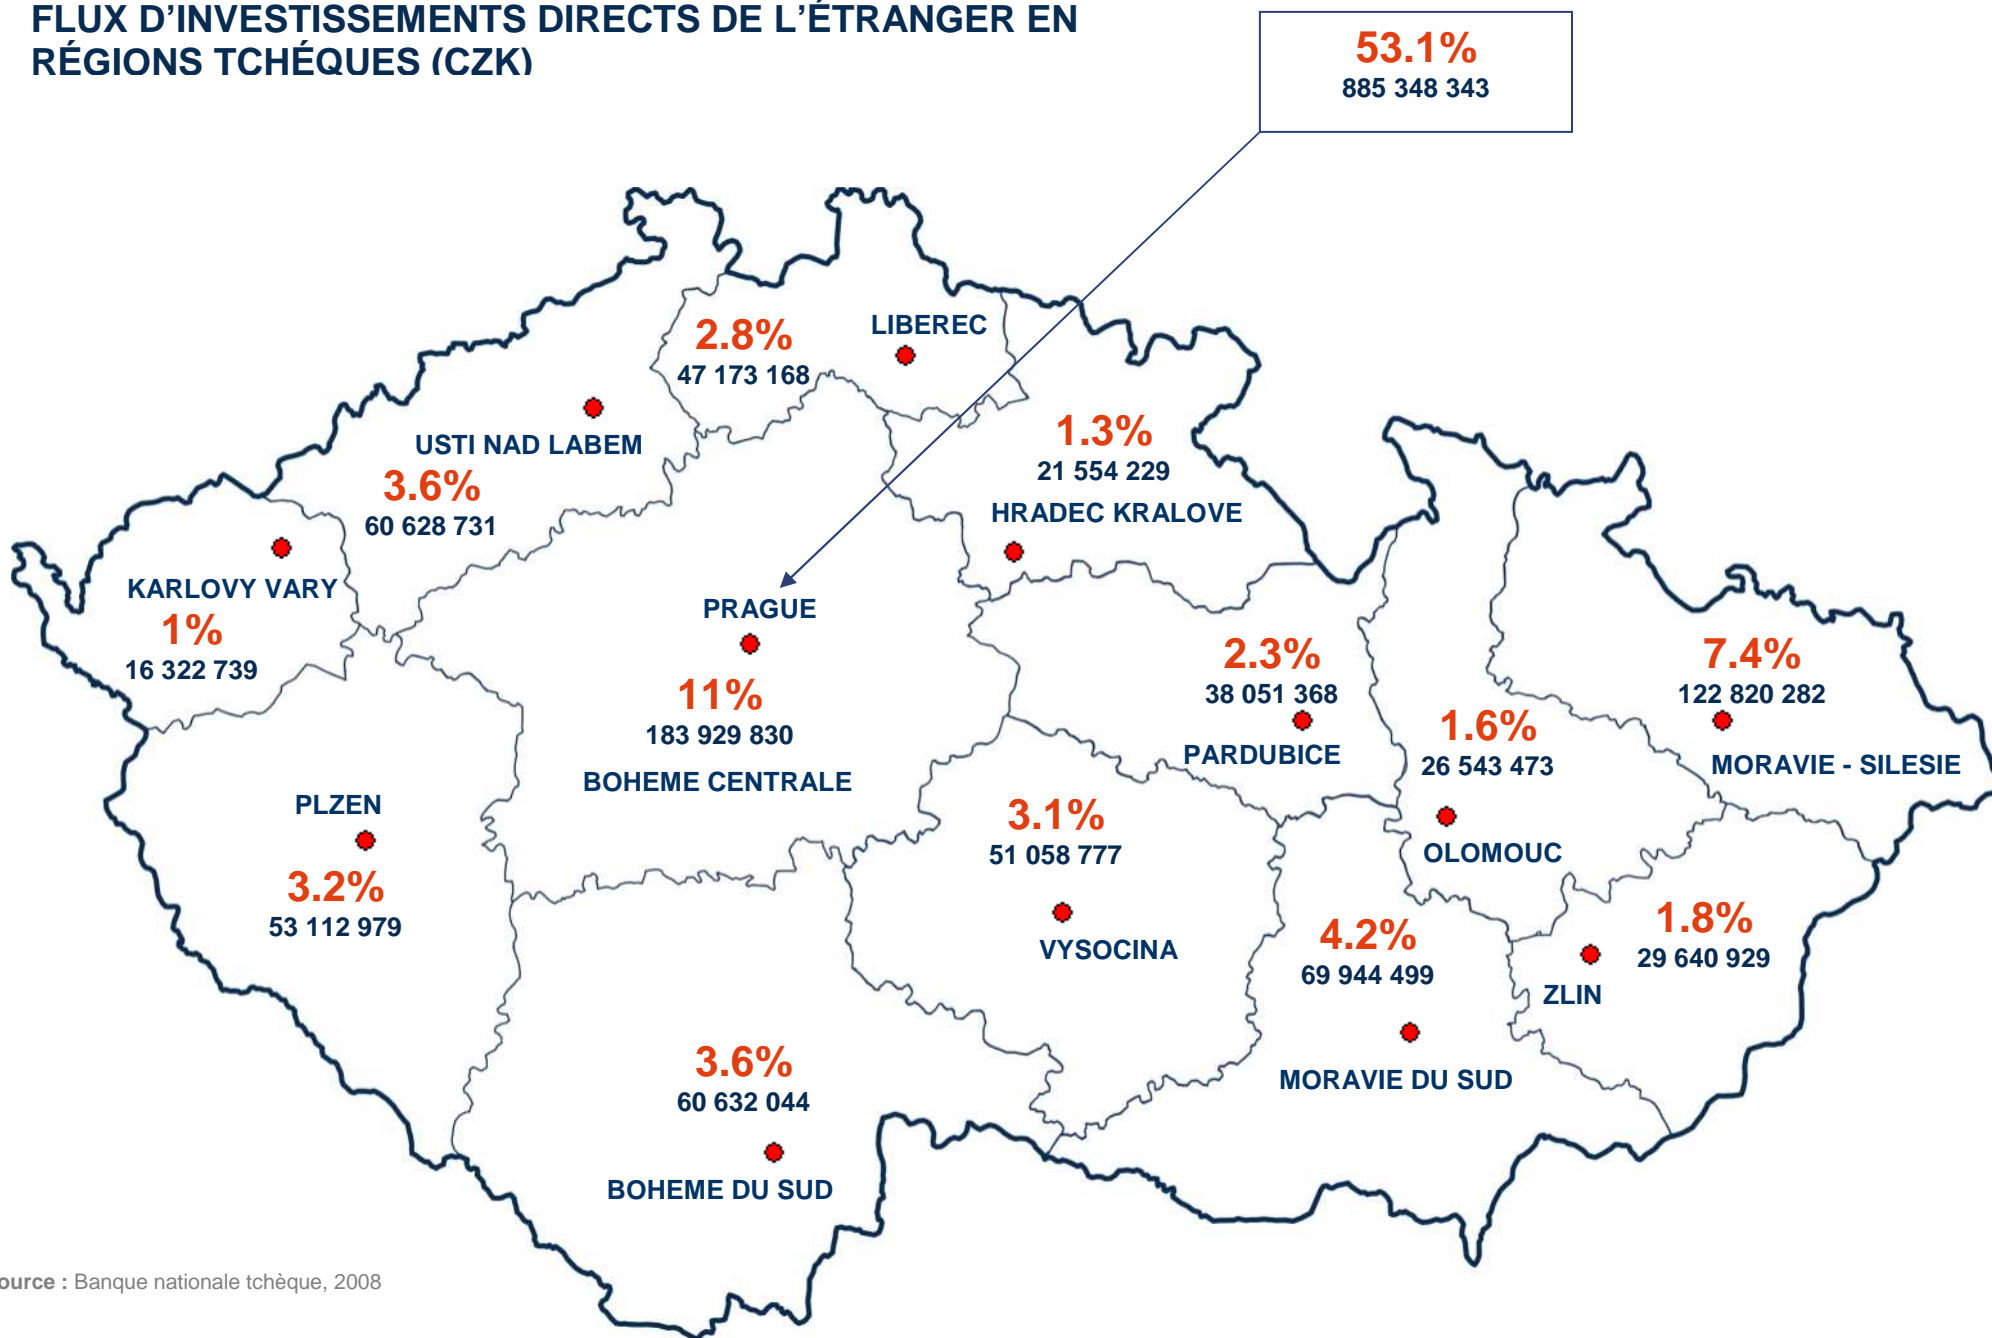 FLUX D'INVESTISSEMENTS DIRECTS DE L'ÉTRANGER EN
RÉGIONS TCHÉQUES (CZK)
53.1%
885 348 343
2.8%
47 173 168
LIBEREC
USTI NAD LABEM
3.6%
60 628 731
1.3%
21 554 229
HRADEC KRALOVE
KARLOVY VARY
1%
16 322 739
PRAGUE
11%
183 929 830
BOHEME CENTRALE
2.3%
38 051 368
PARDUBICE
7.4%
122 820 282
MORAVIE - SILESIE
1.6%
26 543 473
OLOMOUC
PLZEN
3.2%
53 112 979
3.1%
51 058 777
VYSOCINA
4.2%
69 944 499
MORAVIE DU SUD
1.8%
29 640 929
ZLIN
3.6%
60 632 044
BOHEME DU SUD
ource : Banque nationale tchèque, 2008